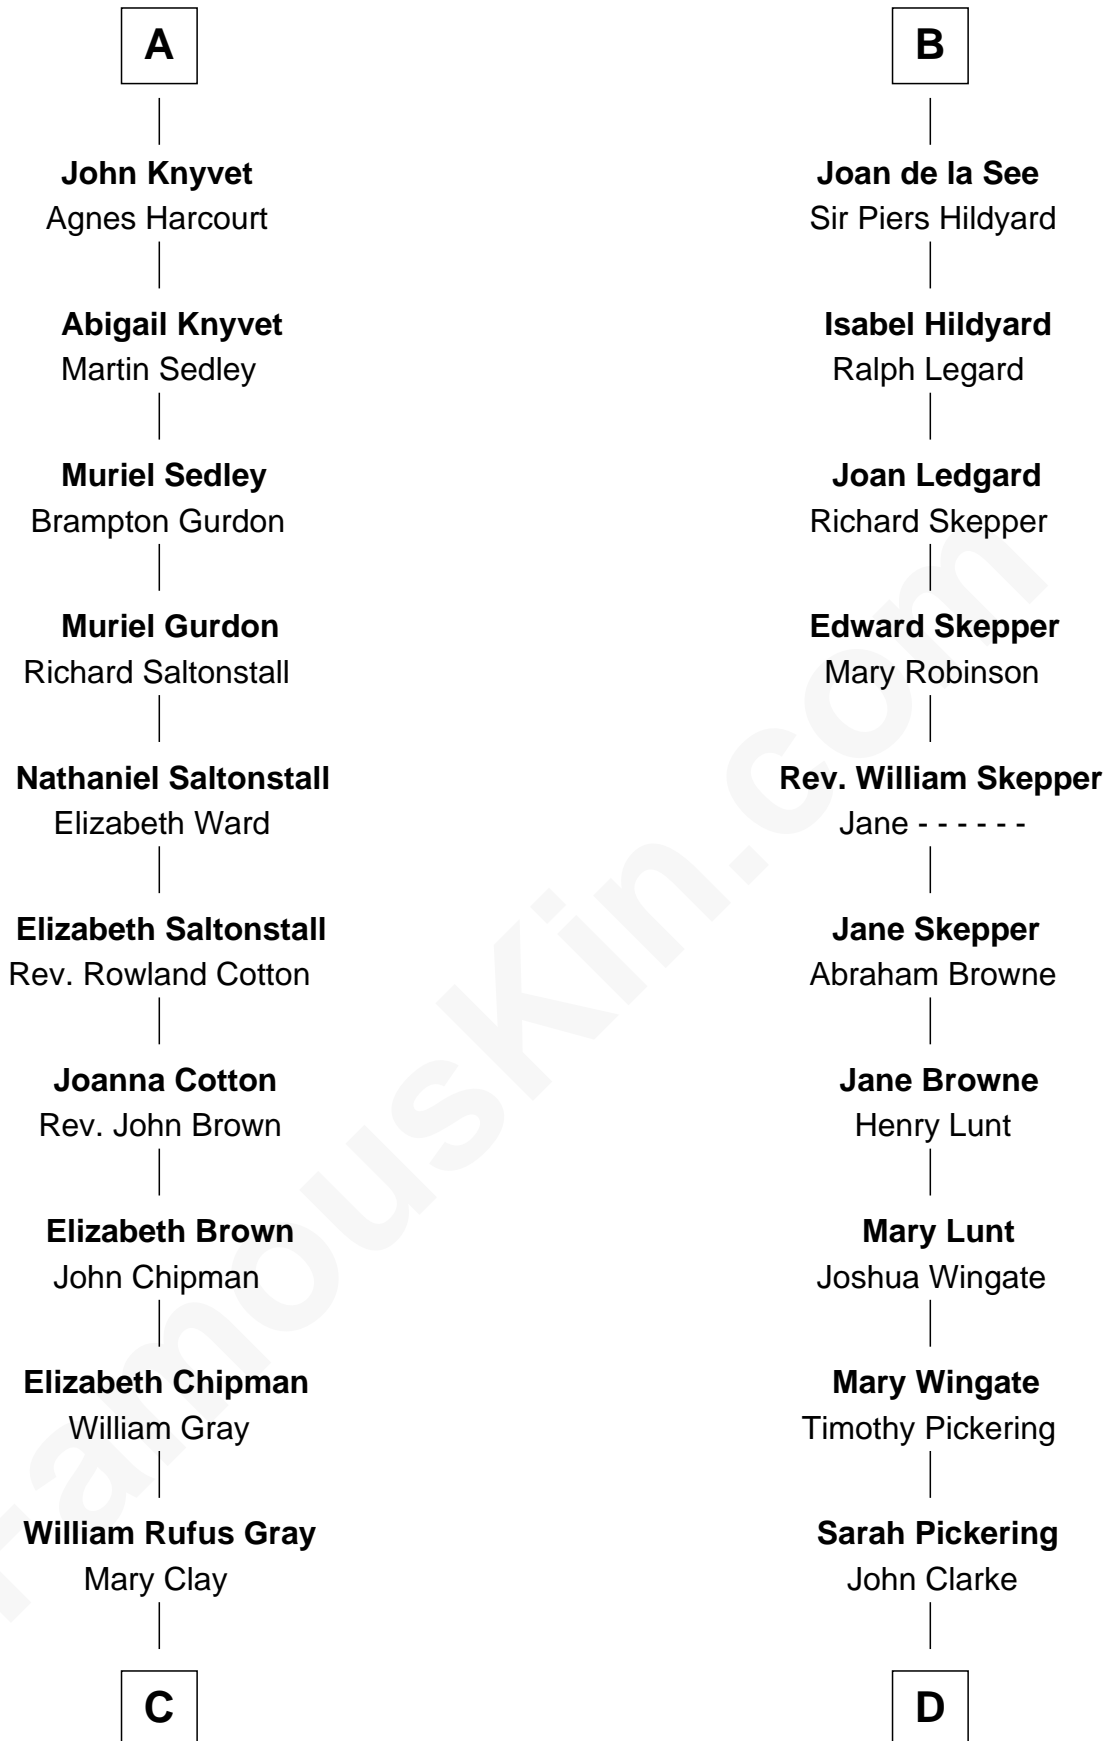 A
John Knyvet
Agnes Harcourt
Abigail Knyvet
Martin Sedley
Muriel Sedley
Brampton Gurdon
Muriel Gurdon
Richard Saltonstall
Nathaniel Saltonstall
Elizabeth Ward
Elizabeth Saltonstall
Rev. Rowland Cotton
Joanna Cotton
Rev. John Brown
Elizabeth Brown
John Chipman
Elizabeth Chipman
William Gray
William Rufus Gray
Mary Clay
C
B
Joan de la See
Sir Piers Hildyard
Isabel Hildyard
Ralph Legard
Joan Ledgard
Richard Skepper
Edward Skepper
Mary Robinson
Rev. William Skepper
Jane - - - - - -
Jane Skepper
Abraham Browne
Jane Browne
Henry Lunt
Mary Lunt
Joshua Wingate
Mary Wingate
Timothy Pickering
Sarah Pickering
John Clarke
D
FamousKin.com